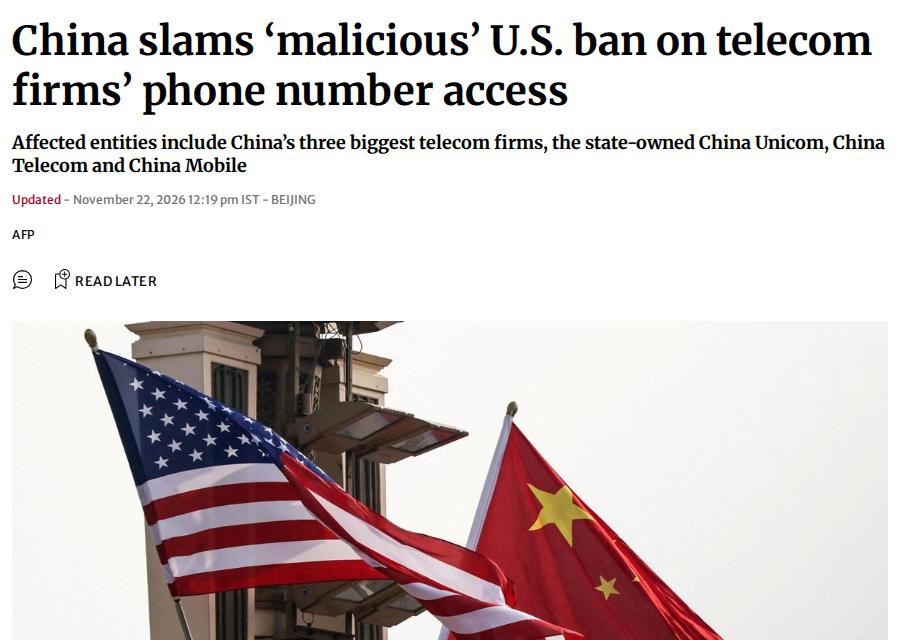 China slams ‘malicious’ U.S. ban on telecom
firms’ phone number access
Affected entities include China’s three biggest telecom firms, the state-owned China Unicom, China
Telecom and China Mobile
Updated - November 22, 2026 12:19 pm IST - BEIJING
AFP
READ LATER